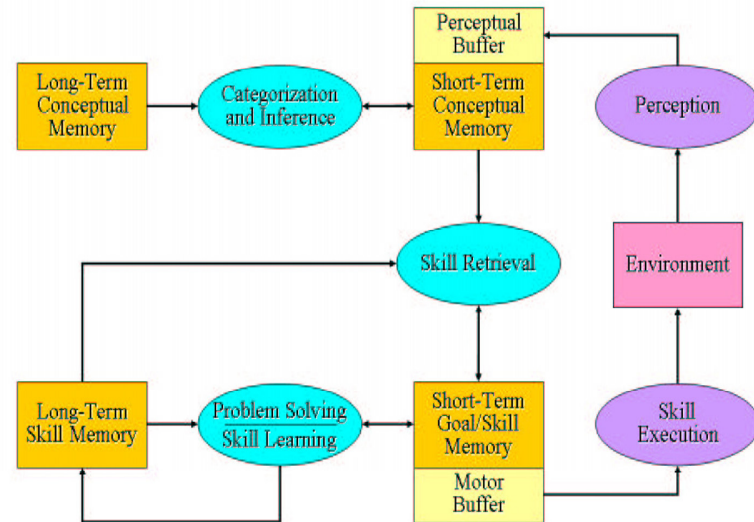 Perceptual
Buffer
Long-Term
Conceptual
Memory
Categorization
and Inference
Short-Term
Conceptual
Memory
Perception
Skill Retrieval
Environment
Long-Term
Skill Memory
Problem Solving
Skill Learning
Short-Term
Goal/Skill
Memory
Skill
Execution
Motor
Buffer